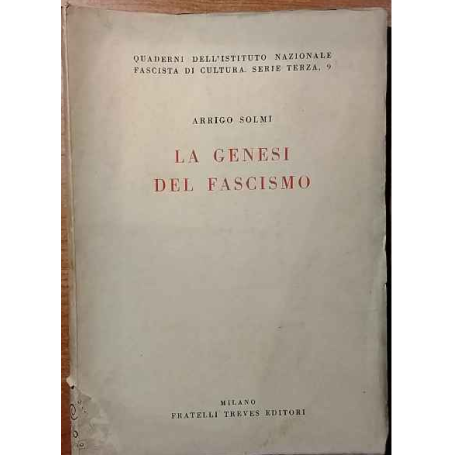 QUADERNI DELL'ISTITUTO NAZIONALE
FASCISTA DI CULTURA. SERIE TERZA, 9
ARRIGO SOLMI
LA GENESI
DEL FASCISMO
MILANO
FRATELLI TREVES EDITORI